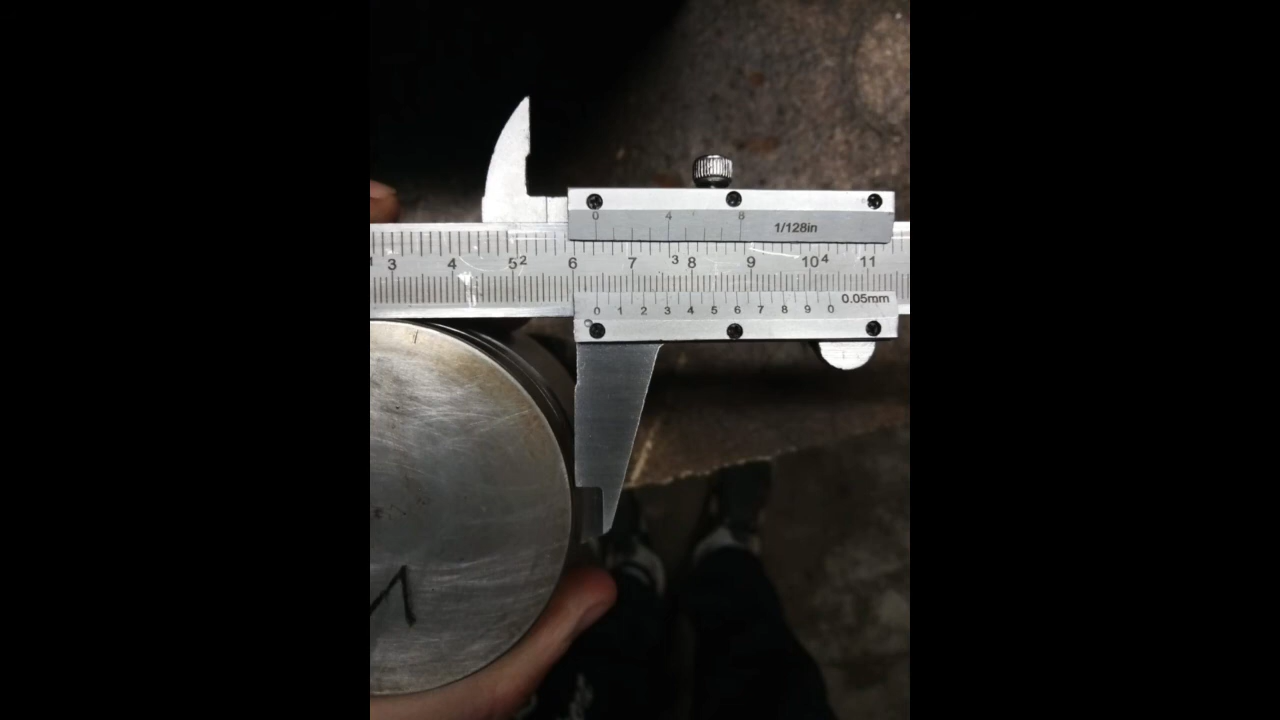 0 4 8
1/128in
3 4 5 2 6 7 3 8 9 10 4 11
0.05mm
0 1 2 3 4 5 6 7 8 9 0